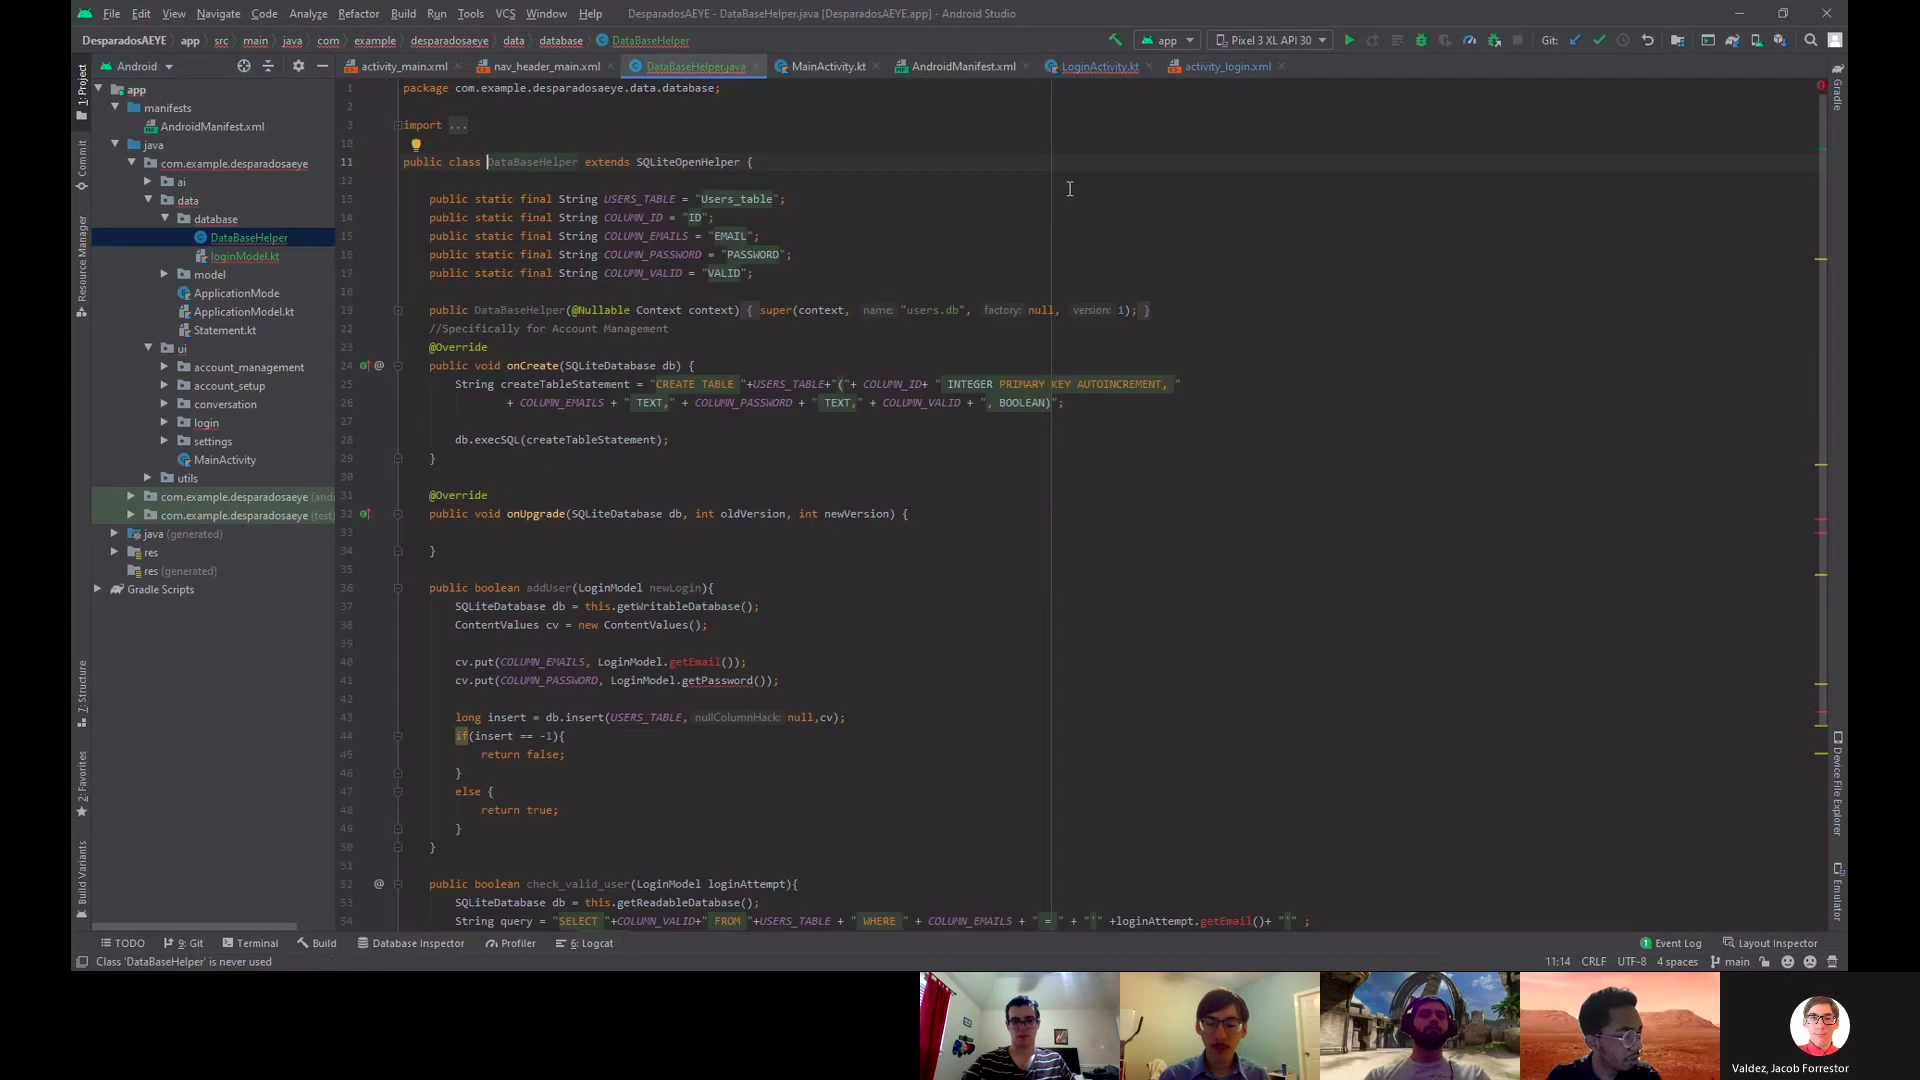 File Edit View Navigate Code Analyze Refactor Build Run Tools VCS Window Help DesparadosAEYE - DataBaseHelper.java [DesparadosAEYE.app] - Android Studio
DesparadosAEYE app src main java com example desparadosaeye data database DataBaseHelper app Pixel 3 XL API 30 Git:
Android activity_main.xml nav_header_main.xml DataBaseHelper.java MainActivity.kt AndroidManifest.xml LoginActivity.kt activity_login.xml
1: Project
Commit
Resource Manager
7: Structure
2: Favorites
Build Variants
app
manifests
AndroidManifest.xml
java
com.example.desparadosaeye
ai
data
database
DataBaseHelper
loginModel.kt
model
ApplicationMode
ApplicationModel.kt
Statement.kt
ui
account_management
account_setup
conversation
login
settings
MainActivity
utils
com.example.desparadosaeye (and
com.example.desparadosaeye (test)
java (generated)
res
res (generated)
Gradle Scripts
1 package com.example.desparadosaeye.data.database;
2
3 import ...
10
11 public class DataBaseHelper extends SQLiteOpenHelper {
12
13 public static final String USERS_TABLE = "Users_table";
14 public static final String COLUMN_ID = "ID";
15 public static final String COLUMN_EMAILS = "EMAIL";
16 public static final String COLUMN_PASSWORD = "PASSWORD";
17 public static final String COLUMN_VALID = "VALID";
18
19 public DataBaseHelper(@Nullable Context context) { super(context, name: "users.db", factory: null, version: 1); }
22 //Specifically for Account Management
23 @Override
24 public void onCreate(SQLiteDatabase db) {
25 String createTableStatement = "CREATE TABLE "+USERS_TABLE+"("+ COLUMN_ID+ " INTEGER PRIMARY KEY AUTOINCREMENT, "
26 + COLUMN_EMAILS + " TEXT," + COLUMN_PASSWORD + " TEXT," + COLUMN_VALID + ", BOOLEAN)";
27
28 db.execSQL(createTableStatement);
29 }
30
31 @Override
32 public void onUpgrade(SQLiteDatabase db, int oldVersion, int newVersion) {
33
34 }
35
36 public boolean addUser(LoginModel newLogin){
37 SQLiteDatabase db = this.getWritableDatabase();
38 ContentValues cv = new ContentValues();
39
40 cv.put(COLUMN_EMAILS, LoginModel.getEmail());
41 cv.put(COLUMN_PASSWORD, LoginModel.getPassword());
42
43 long insert = db.insert(USERS_TABLE, nullColumnHack: null,cv);
44 if(insert == -1){
45 return false;
46 }
47 else {
48 return true;
49 }
50 }
51
52 public boolean check_valid_user(LoginModel loginAttempt){
53 SQLiteDatabase db = this.getReadableDatabase();
54 String query = "SELECT "+COLUMN_VALID+" FROM "+USERS_TABLE + " WHERE " + COLUMN_EMAILS + " = " + "'" +loginAttempt.getEmail()+ "'" ;
Gradle
Device File Explorer
Emulator
TODO 9: Git Terminal Build Database Inspector Profiler 6: Logcat 1 Event Log Layout Inspector
Class 'DataBaseHelper' is never used 11:14 CRLF UTF-8 4 spaces main
Valdez, Jacob Forrestor